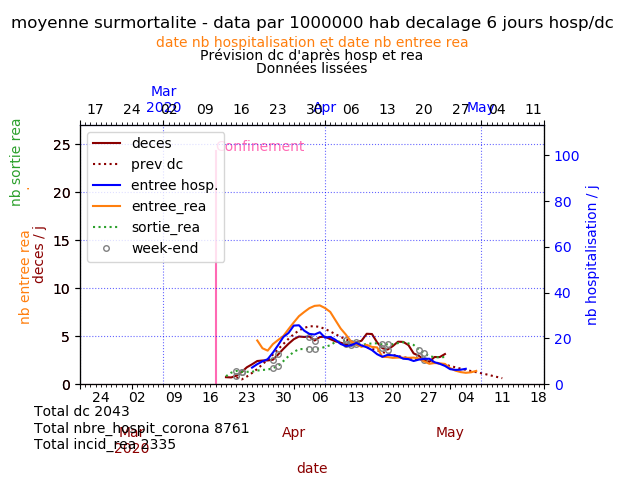 moyenne surmortalite - data par 1000000 hab decalage 6 jours hosp/dc
date nb hospitalisation et date nb entree rea
Prévision dc d'après hosp et rea
Données lissées
Mar
2020
Apr
May
17 24 02 09 16 23 30 06 13 20 27 04 11
Confinement
deces
prev dc
entree hosp.
entree_rea
sortie_rea
week-end
nb sortie rea
.
nb entree rea
deces / j
25
20
15
10
5
0
100
80
60
40
20
0
nb hospitalisation / j
24 02 09 16 23 30 06 13 20 27 04 11 18
Total dc 2043
Total nbre_hospit_corona 8761
Total incid_rea 2335
Mar
2020
Apr
May
date